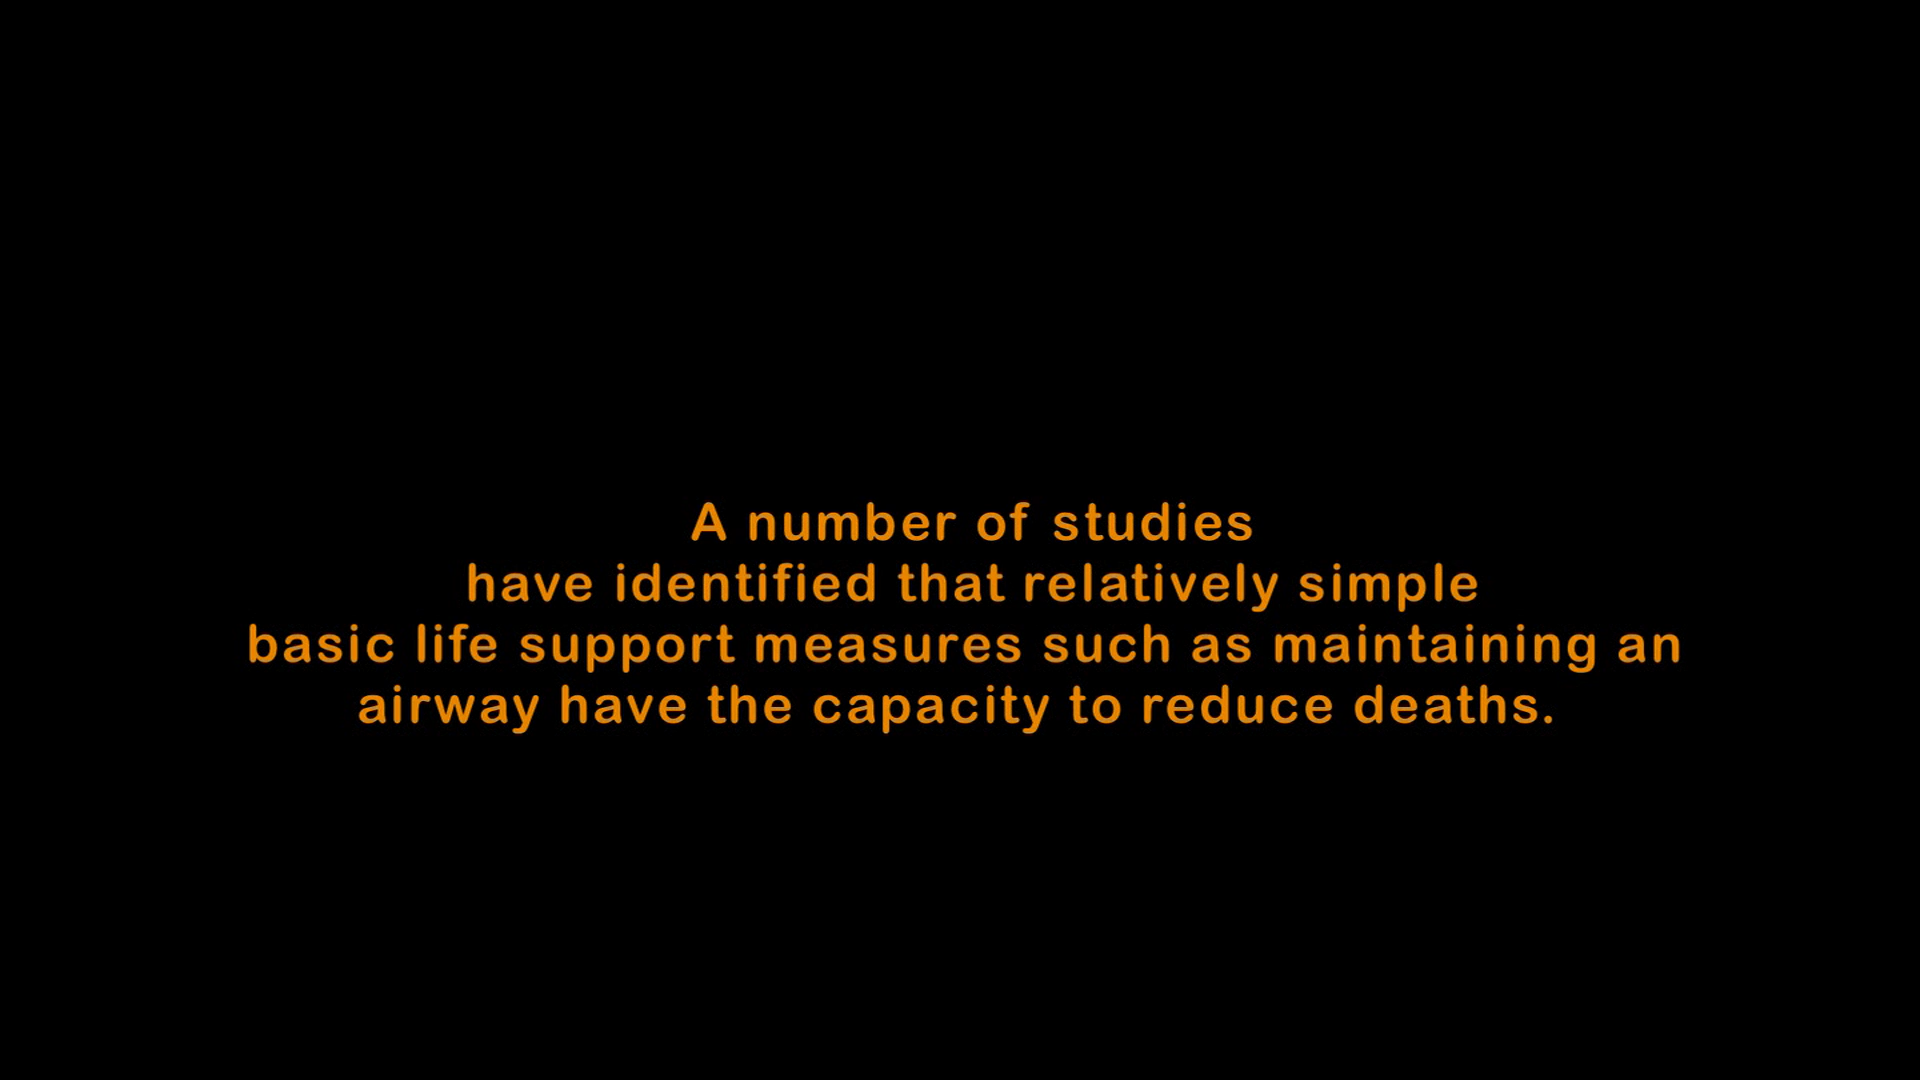 A number of studies
have identified that relatively simple
basic life support measures such as maintaining an
airway have the capacity to reduce deaths.